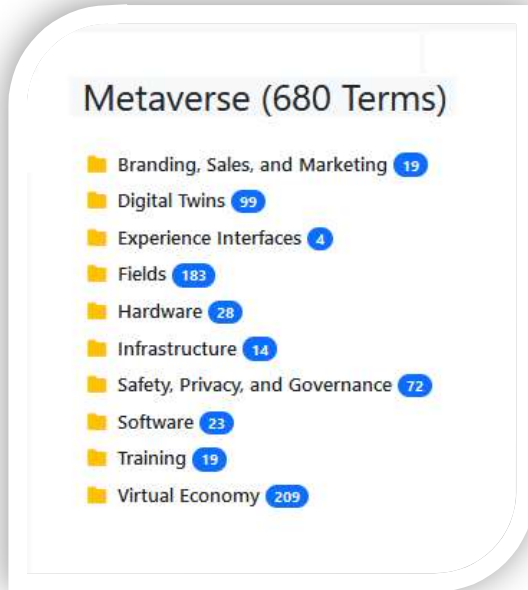 Metaverse (680 Terms)
Branding, Sales, and Marketing 19
Digital Twins 99
Experience Interfaces 4
Fields 183
Hardware 28
Infrastructure 14
Safety, Privacy, and Governance 72
Software 23
Training 19
Virtual Economy 209